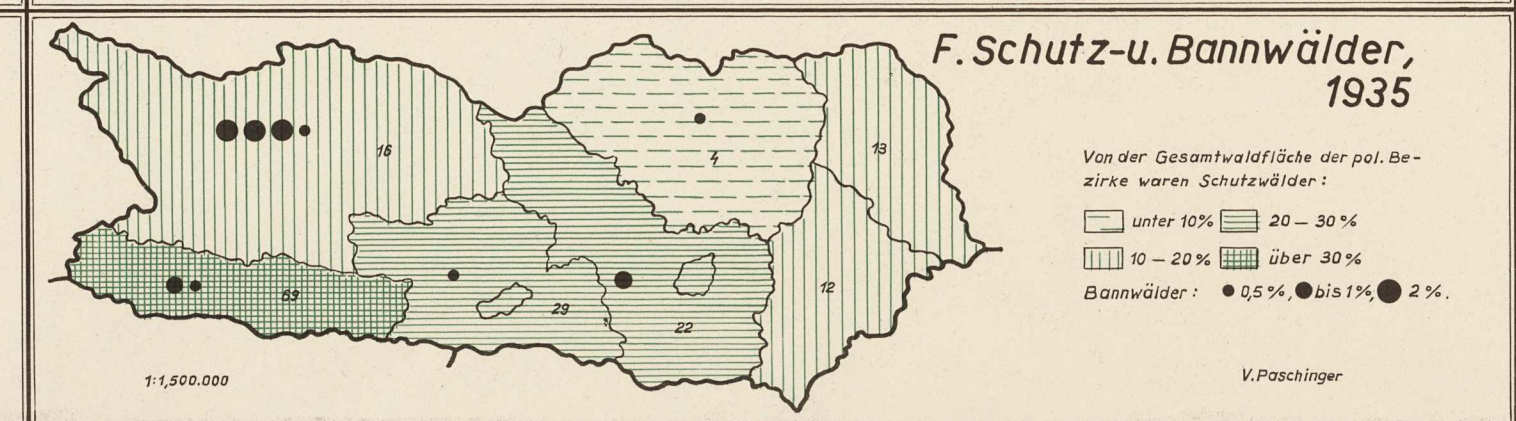 F. Schutz-u. Bannwälder,
1935
Von der Gesamtwaldfläche der pol. Be-
zirke waren Schutzwälder:
unter 10% 20 – 30%
10 – 20% über 30%
Bannwälder: 0,5%, bis 1%, 2%.
V. Paschinger
16
4
13
69
29
22
12
1:1,500.000